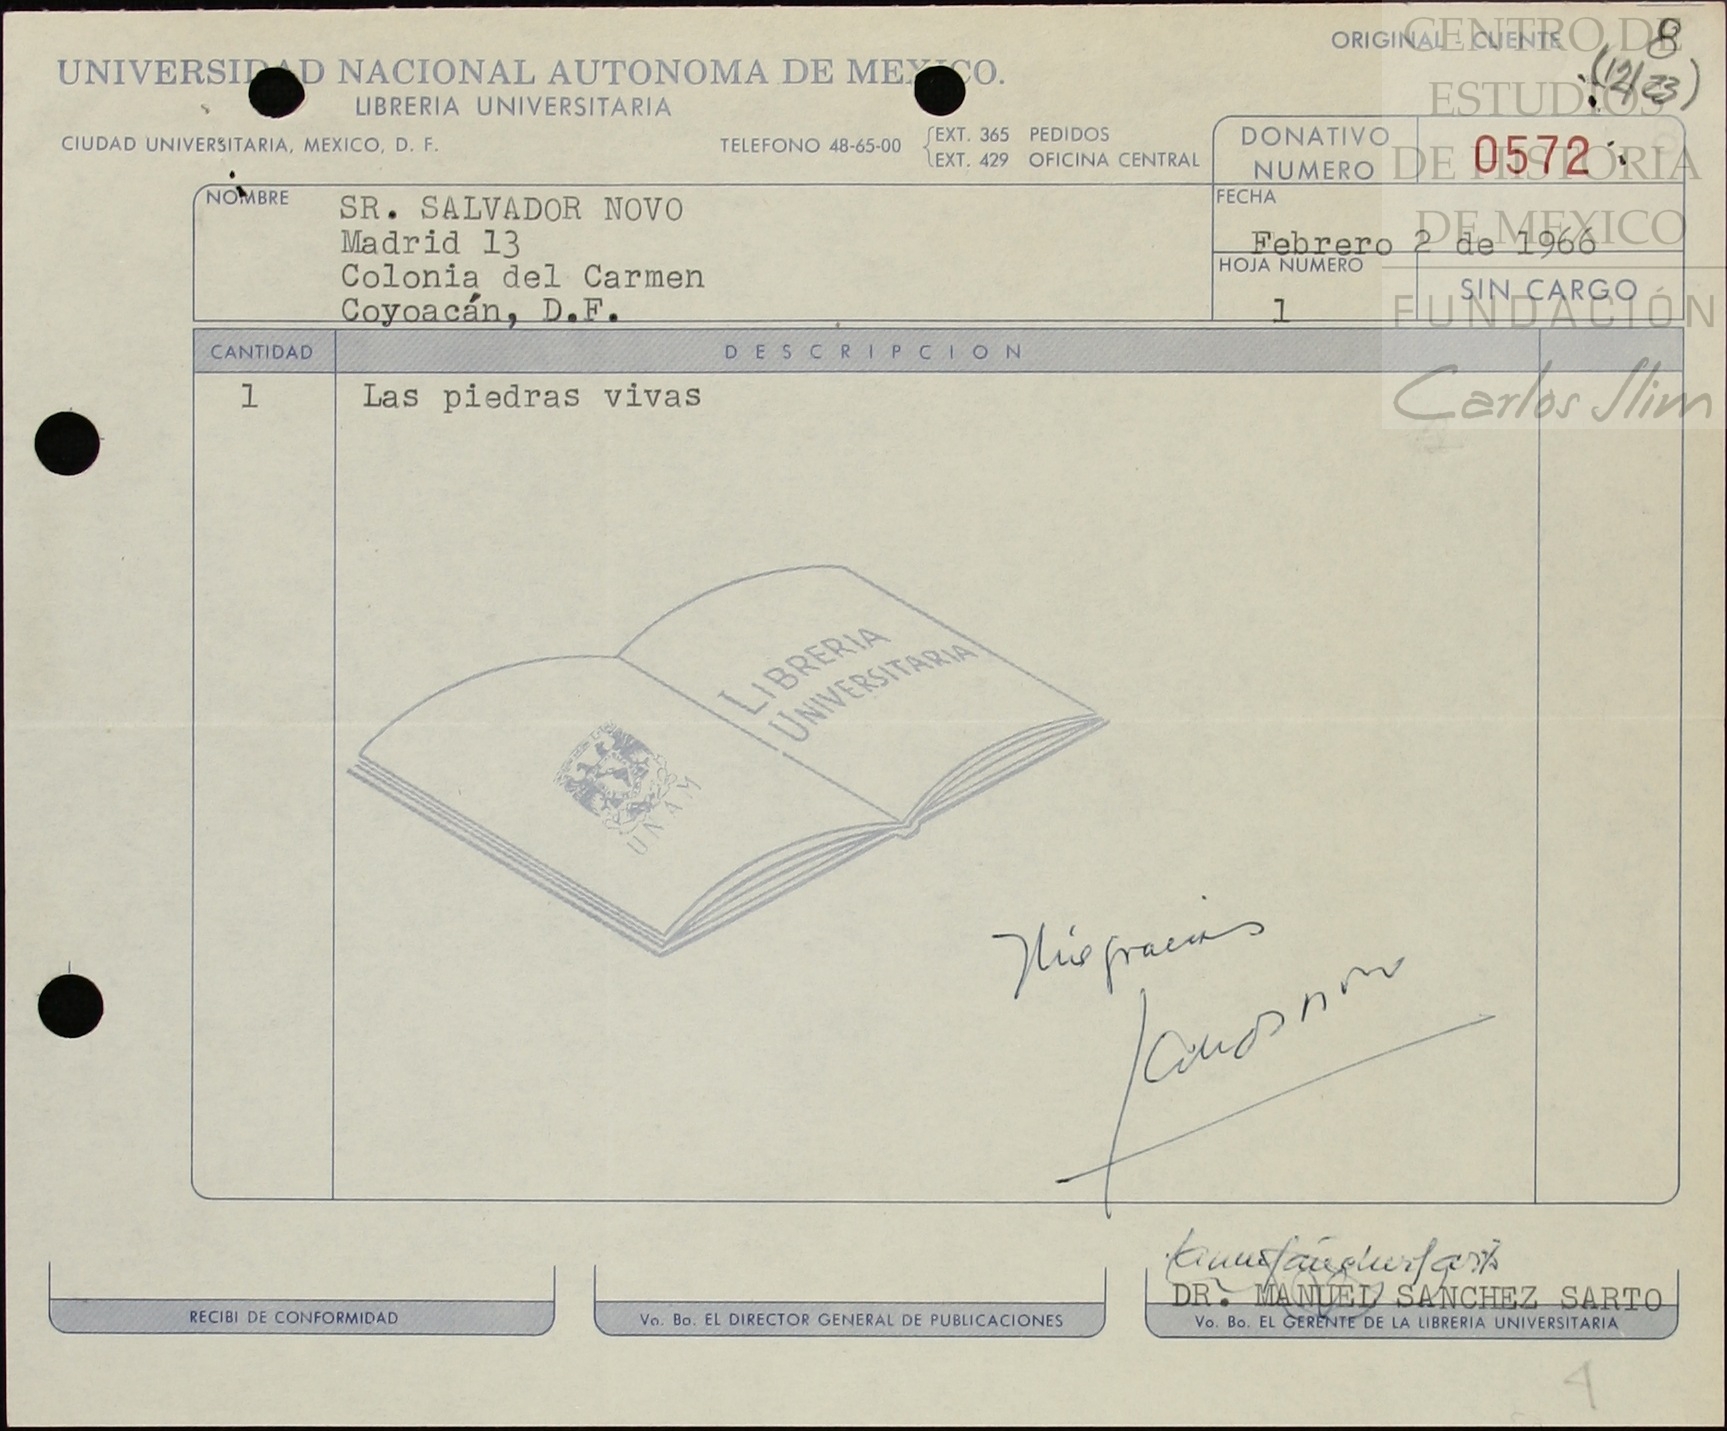 ORIGINAL - CLIENTE
8
(12/33)
CENTRO DE
ESTUDIOS
DE HISTORIA
DE MEXICO
FUNDACIÓN
Carlos Slim
UNIVERSIDAD NACIONAL AUTONOMA DE MEXICO.
LIBRERIA UNIVERSITARIA
CIUDAD UNIVERSITARIA, MEXICO, D. F.
TELEFONO 48-65-00
EXT. 365 PEDIDOS
EXT. 429 OFICINA CENTRAL
DONATIVO
NUMERO
0572
NOMBRE
SR. SALVADOR NOVO
Madrid 13
Colonia del Carmen
Coyoacán, D.F.
FECHA
Febrero 2 de 1966
HOJA NUMERO
1
SIN CARGO
CANTIDAD
DESCRIPCION
1 Las piedras vivas
LIBRERIA
UNIVERSITARIA
UNAM
gracias
DR. MANUEL SANCHEZ SARTO
RECIBI DE CONFORMIDAD
Vo. Bo. EL DIRECTOR GENERAL DE PUBLICACIONES
Vo. Bo. EL GERENTE DE LA LIBRERIA UNIVERSITARIA
4